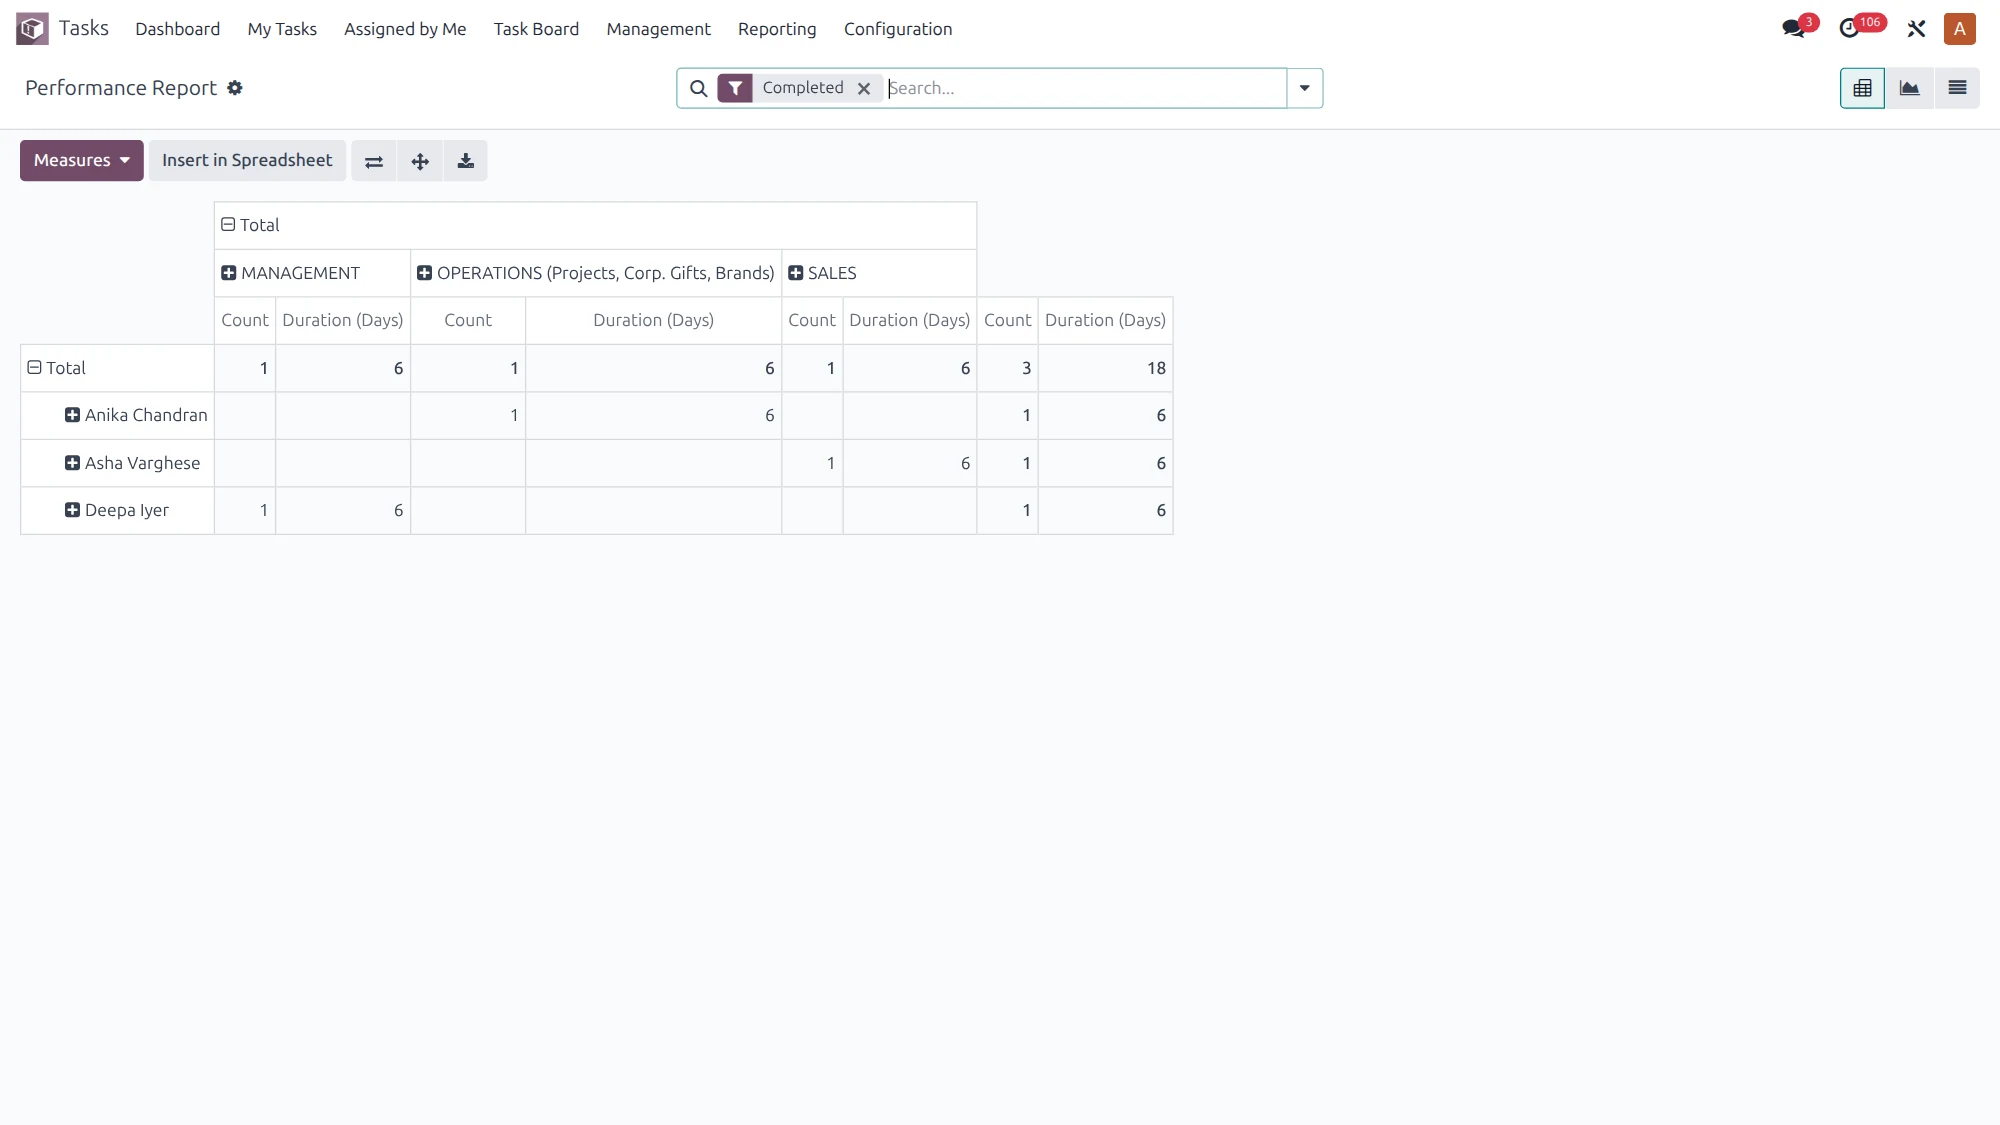 Tasks Dashboard My Tasks Assigned by Me Task Board Management Reporting Configuration 3 106 A
Performance Report Completed Search...
Measures Insert in Spreadsheet
Total
MANAGEMENT OPERATIONS (Projects, Corp. Gifts, Brands) SALES
Count Duration (Days) Count Duration (Days) Count Duration (Days) Count Duration (Days)
Total 1 6 1 6 1 6 3 18
Anika Chandran 1 6 1 6
Asha Varghese 1 6 1 6
Deepa Iyer 1 6 1 6